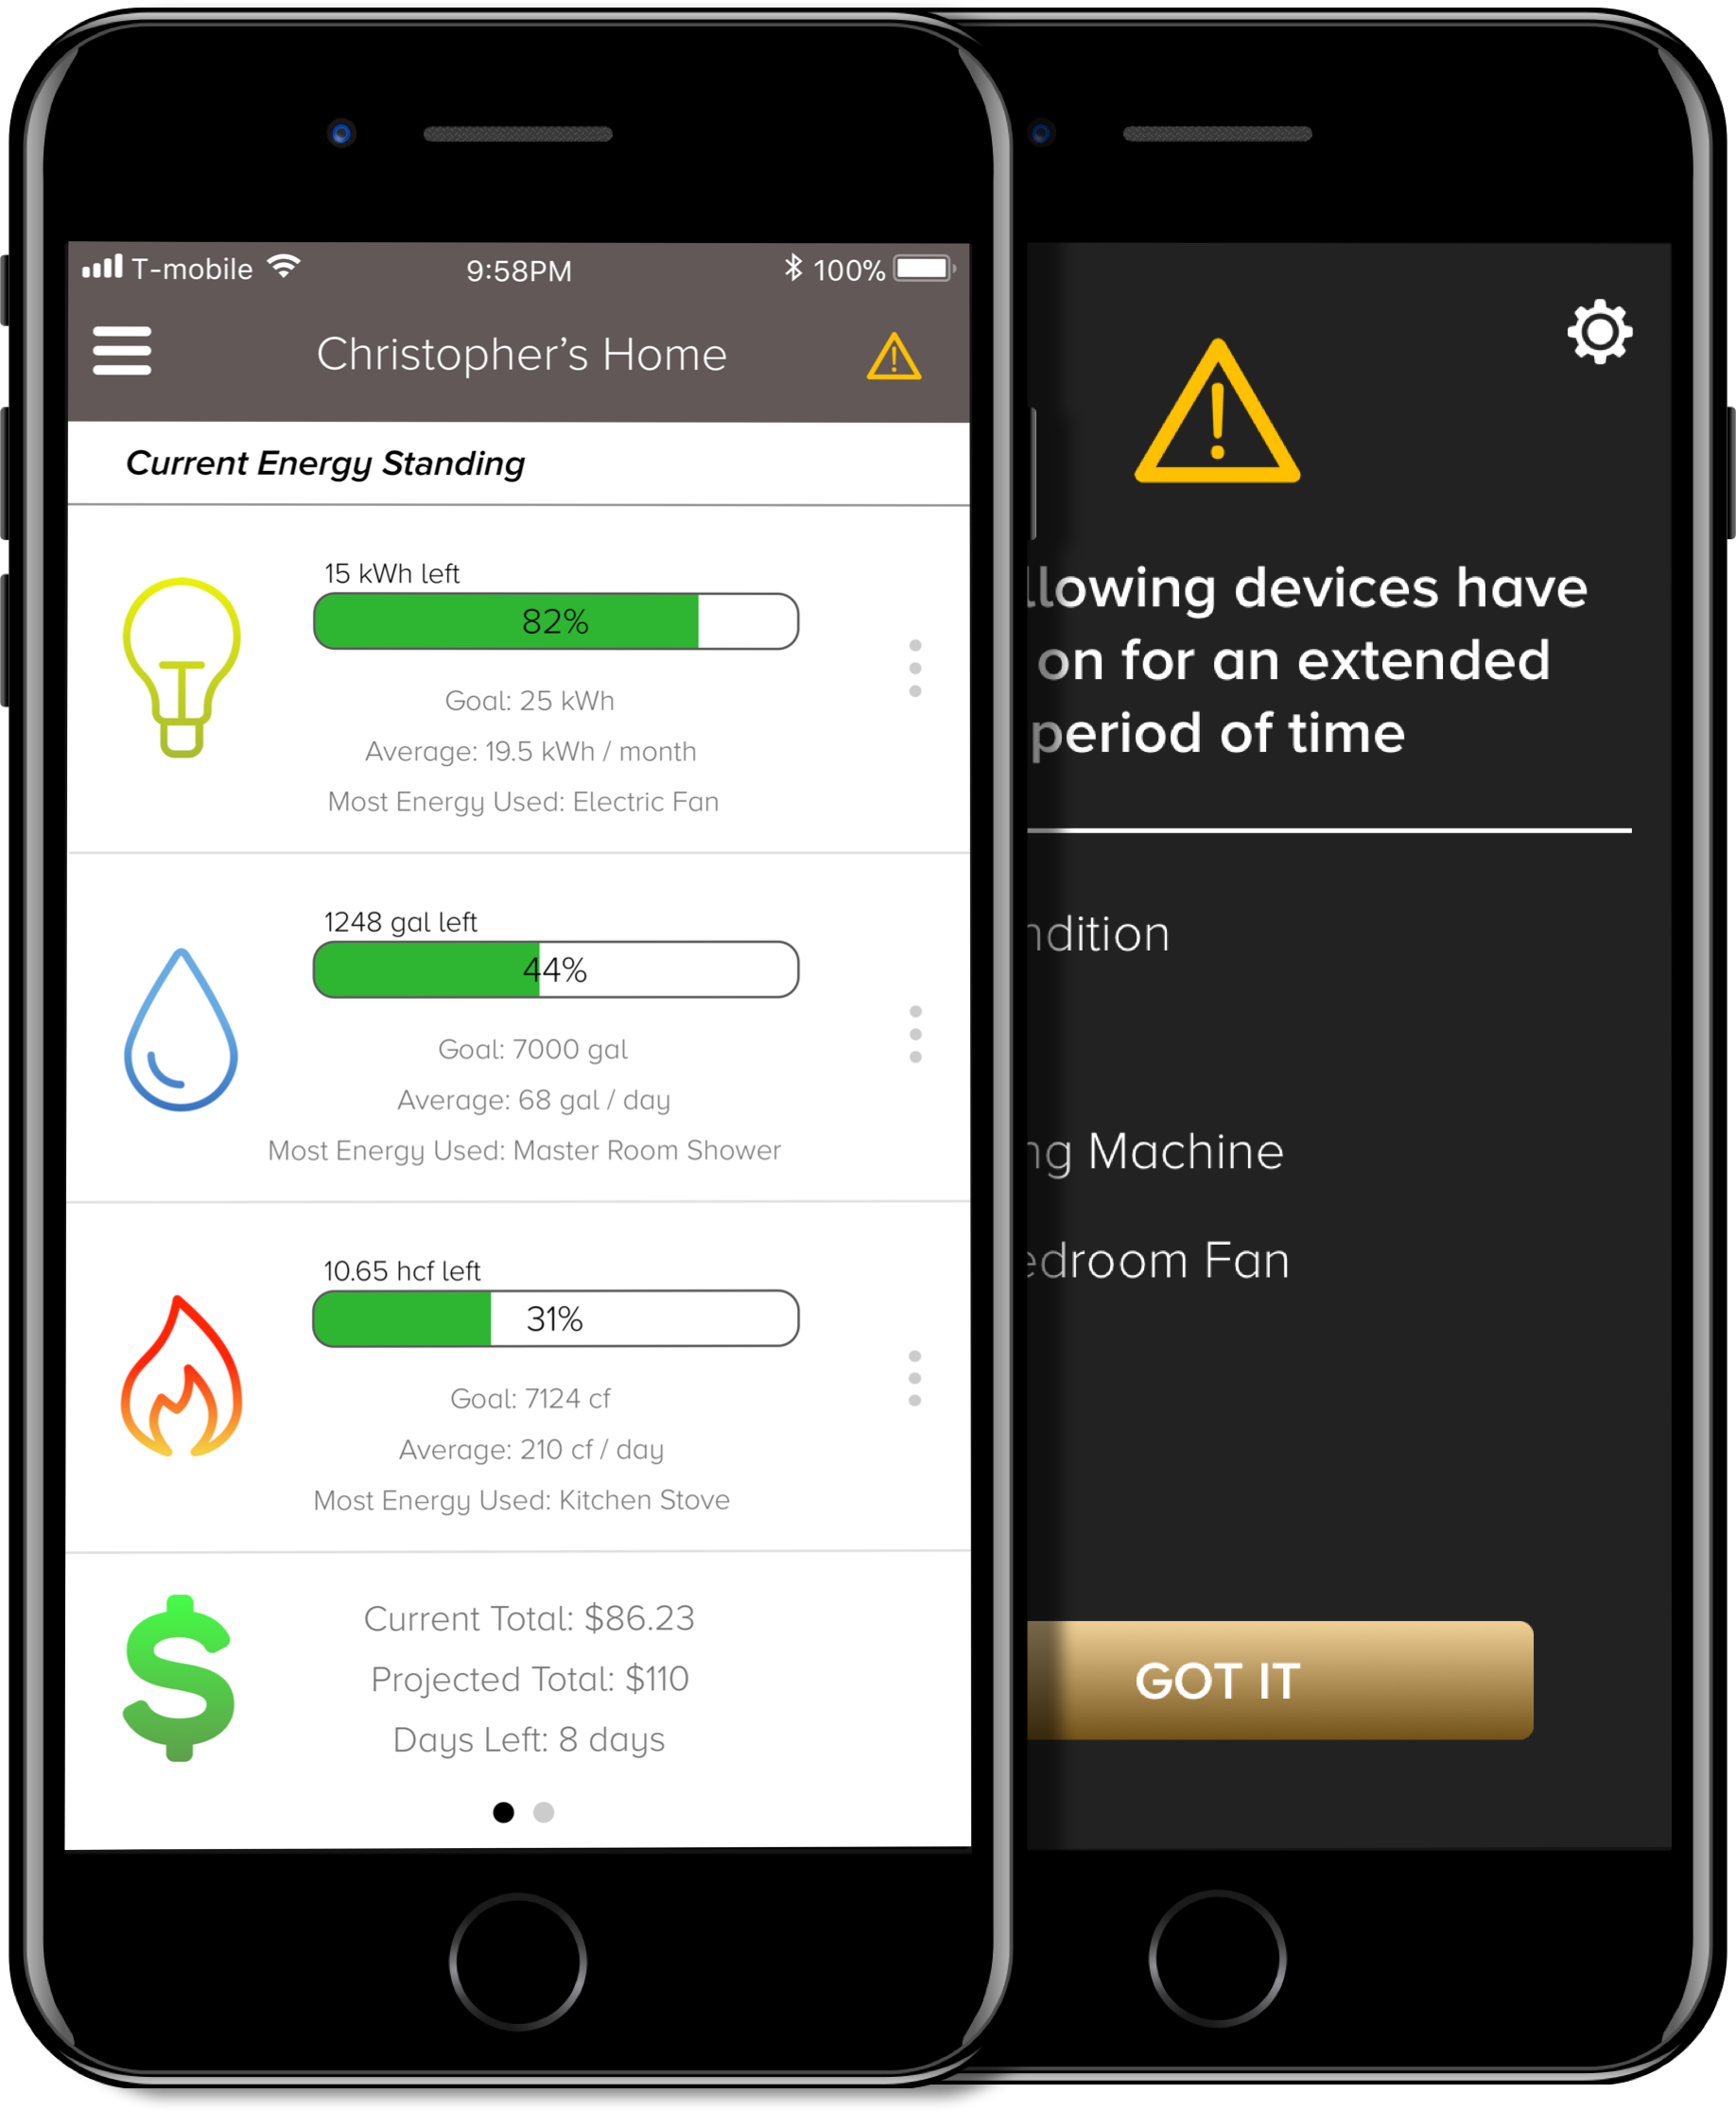 T-mobile 9:58PM 100%
Christopher's Home
Current Energy Standing
15 kWh left
82%
Goal: 25 kWh
Average: 19.5 kWh / month
Most Energy Used: Electric Fan
1248 gal left
44%
Goal: 7000 gal
Average: 68 gal / day
Most Energy Used: Master Room Shower
10.65 hcf left
31%
Goal: 7124 cf
Average: 210 cf / day
Most Energy Used: Kitchen Stove
Current Total: $86.23
Projected Total: $110
Days Left: 8 days
devices have
on for an extended
period of time
Machine
Fan
GOT IT